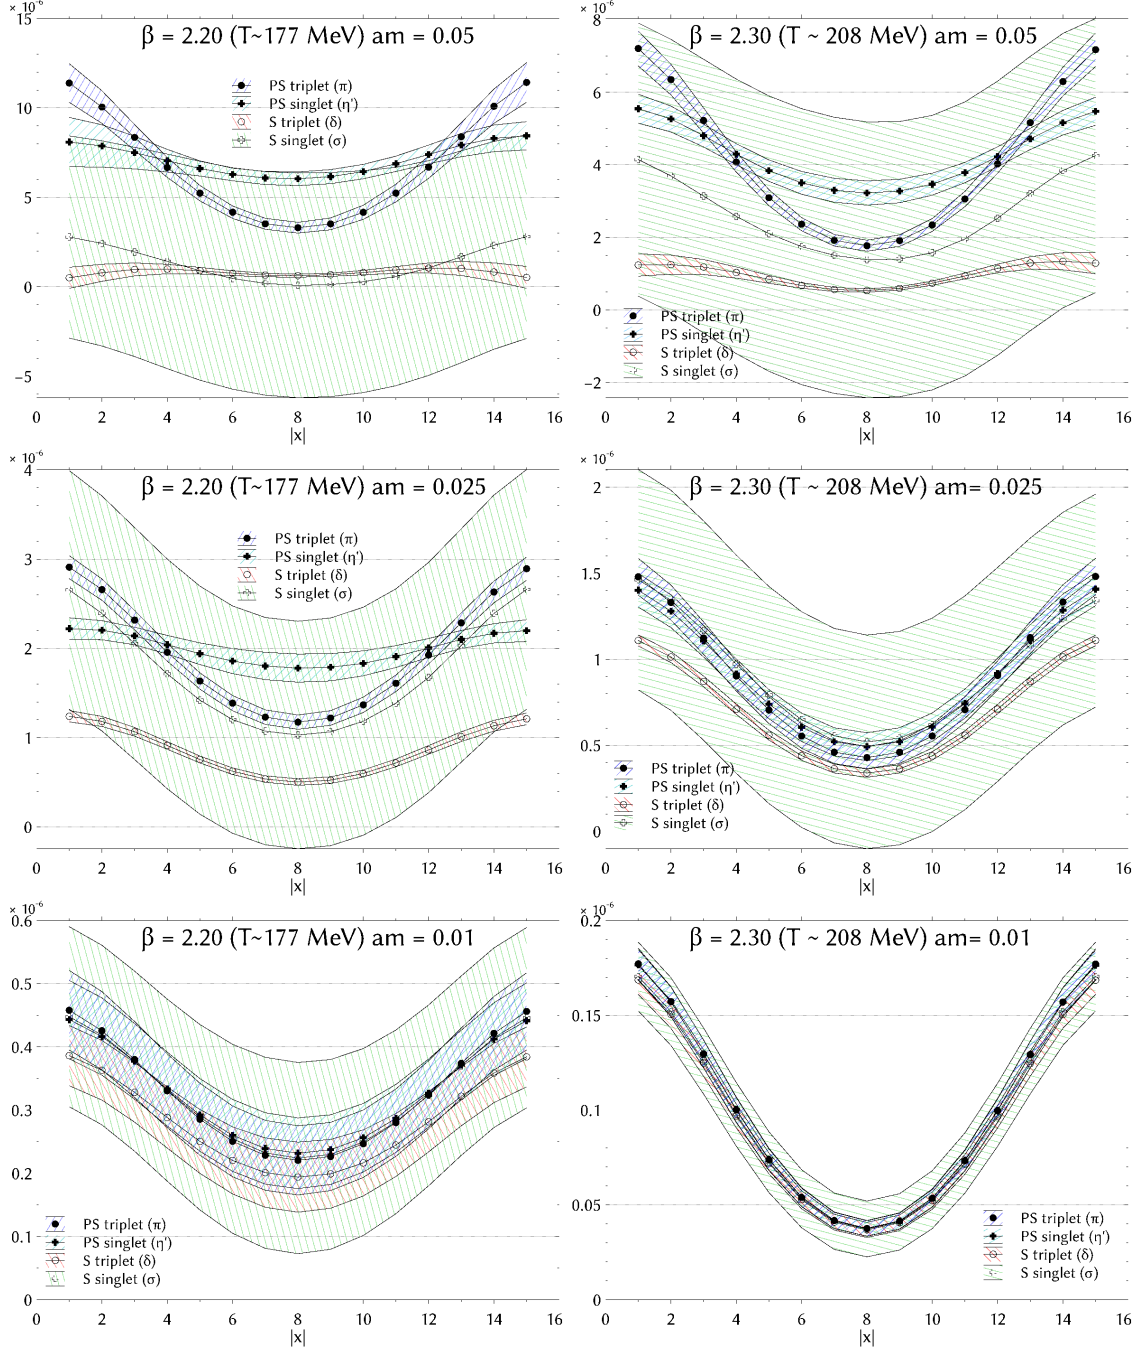 × 10⁻⁶
15
β = 2.20 (T~177 MeV) am = 0.05
PS triplet (π)
PS singlet (η')
S triplet (δ)
S singlet (σ)
10
5
0
−5
0 2 4 6 8 10 12 14 16
|x|
× 10⁻⁶
8
β = 2.30 (T ~ 208 MeV) am = 0.05
6
4
2
0
−2
PS triplet (π)
PS singlet (η')
S triplet (δ)
S singlet (σ)
0 2 4 6 8 10 12 14 16
|x|
× 10⁻⁶
4
β = 2.20 (T~177 MeV) am = 0.025
PS triplet (π)
PS singlet (η')
S triplet (δ)
S singlet (σ)
3
2
1
0
0 2 4 6 8 10 12 14 16
|x|
× 10⁻⁶
2
β = 2.30 (T ~ 208 MeV) am= 0.025
1.5
1
0.5
0
PS triplet (π)
PS singlet (η')
S triplet (δ)
S singlet (σ)
0 2 4 6 8 10 12 14 16
|x|
× 10⁻⁶
0.6
β = 2.20 (T~177 MeV) am = 0.01
0.5
0.4
0.3
0.2
0.1
0
PS triplet (π)
PS singlet (η')
S triplet (δ)
S singlet (σ)
0 2 4 6 8 10 12 14 16
|x|
× 10⁻⁶
0.2
β = 2.30 (T ~ 208 MeV) am= 0.01
0.15
0.1
0.05
0
PS triplet (π)
PS singlet (η')
S triplet (δ)
S singlet (σ)
0 2 4 6 8 10 12 14 16
|x|